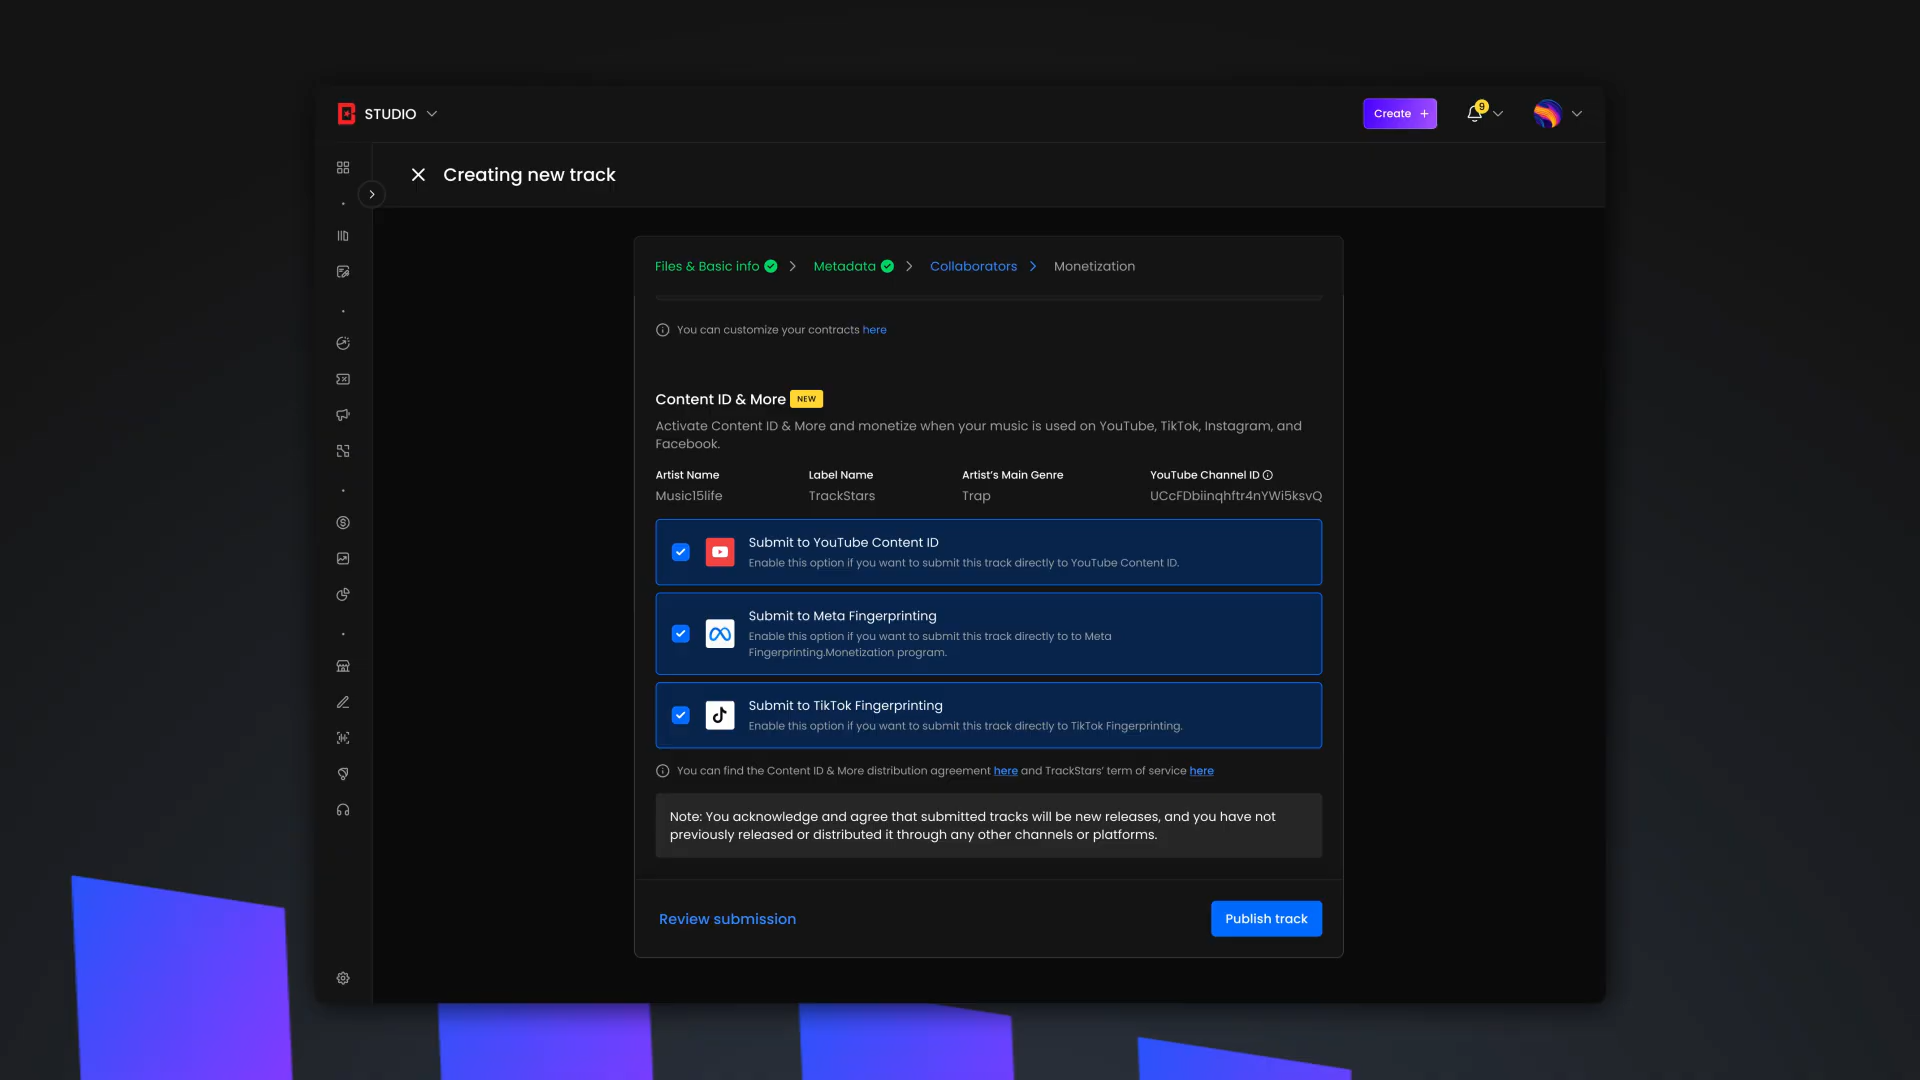 STUDIO
Create +
9
Creating new track
Files & Basic info
Metadata
Collaborators
Monetization
You can customize your contracts here
Content ID & More NEW
Activate Content ID & More and monetize when your music is used on YouTube, TikTok, Instagram, and
Facebook.
Artist Name
Music15life
Label Name
TrackStars
Artist's Main Genre
Trap
YouTube Channel ID
UCcFDbiinqhftr4nYWi5ksvQ
Submit to YouTube Content ID
Enable this option if you want to submit this track directly to YouTube Content ID.
Submit to Meta Fingerprinting
Enable this option if you want to submit this track directly to to Meta
Fingerprinting.Monetization program.
Submit to TikTok Fingerprinting
Enable this option if you want to submit this track directly to TikTok Fingerprinting.
You can find the Content ID & More distribution agreement here and TrackStars' term of service here
Note: You acknowledge and agree that submitted tracks will be new releases, and you have not
previously released or distributed it through any other channels or platforms.
Review submission
Publish track